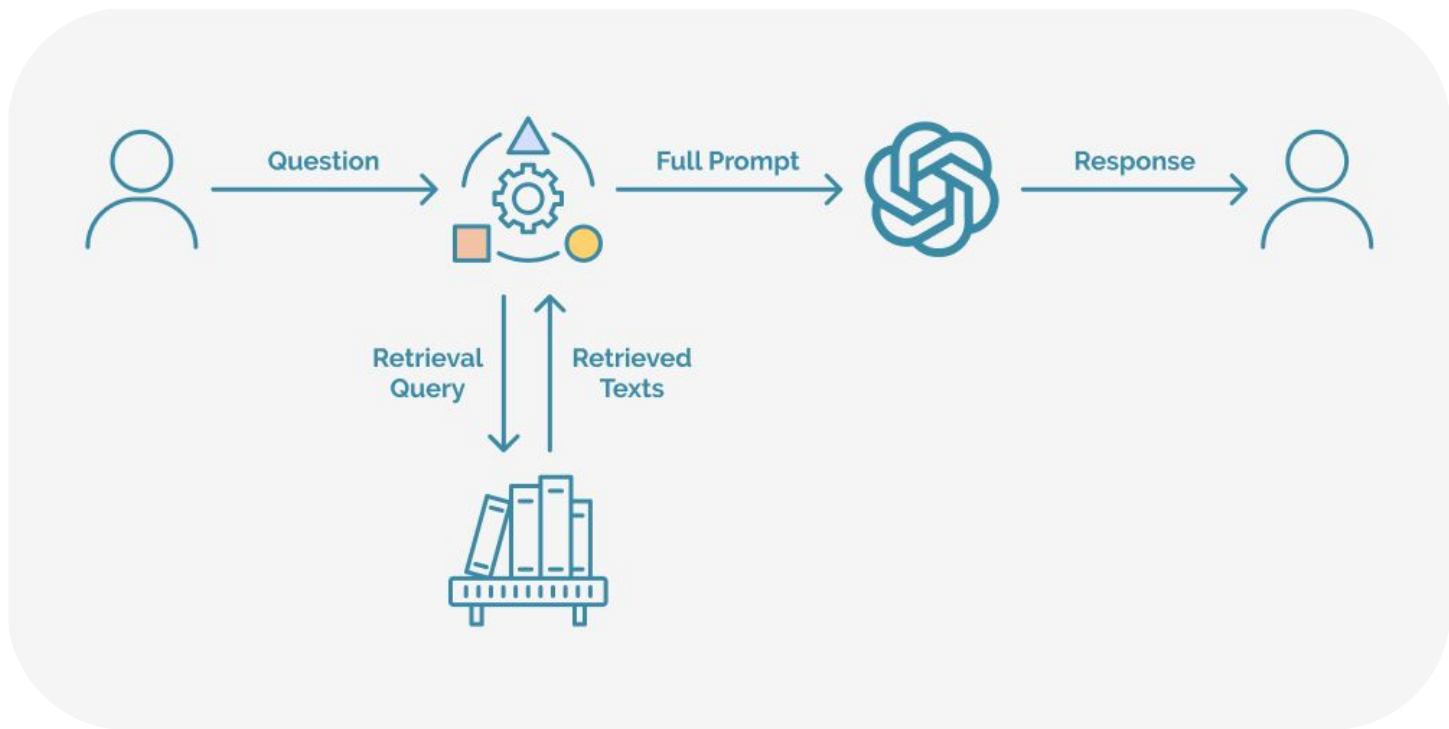 Question
Full Prompt
Response
Retrieval
Query
Retrieved
Texts